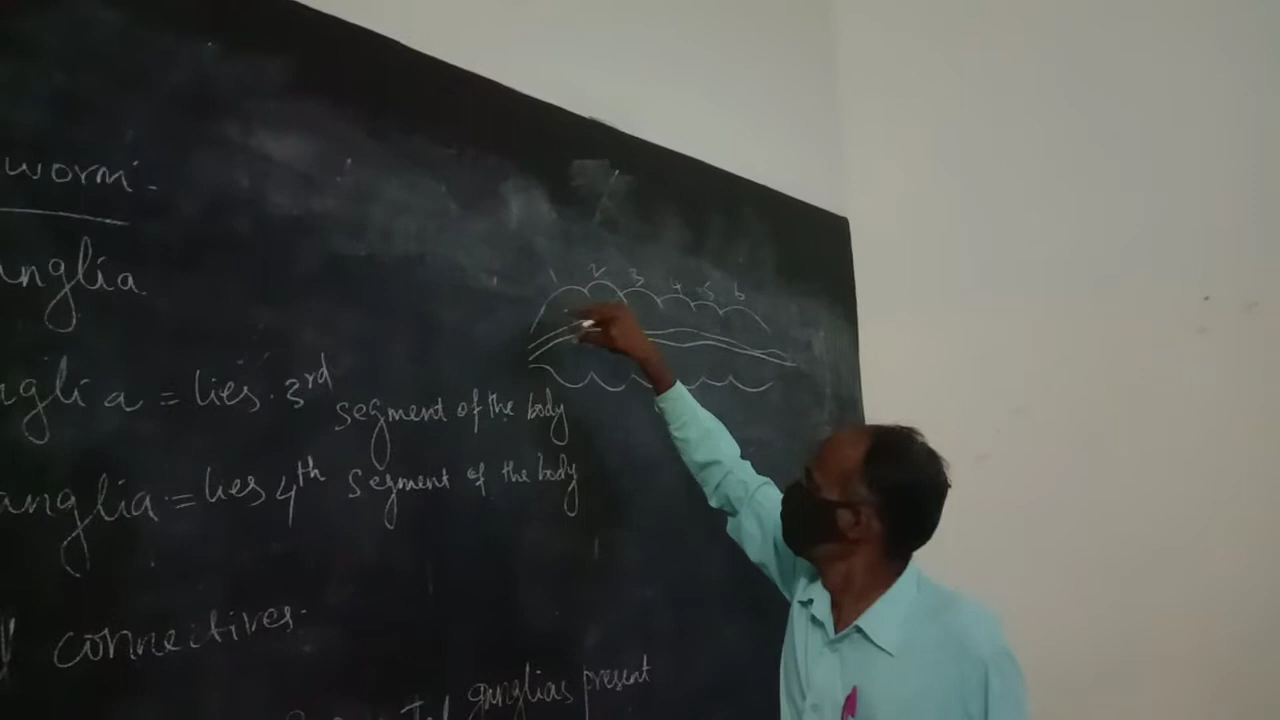 worm.
1 2 3 4 5 6
anglia
nglia = lies 3rd segment of the body
anglia = lies 4th segment of the body
connectives.
ganglias present